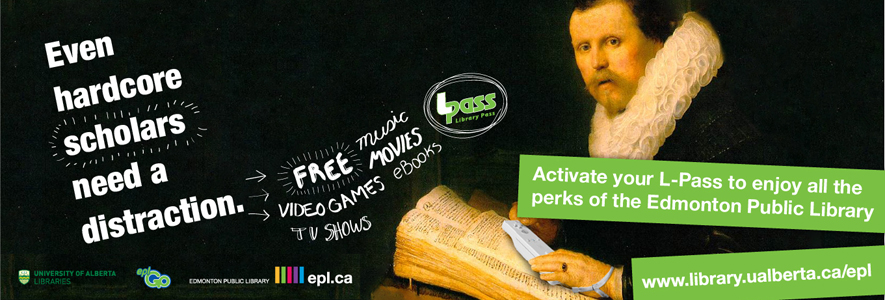 Even
hardcore
scholars
need a
distraction.
FREE music
MOVIES
VIDEO GAMES eBooks
TV SHOWS
Lpass
Library Pass
Activate your L-Pass to enjoy all the
perks of the Edmonton Public Library
www.library.ualberta.ca/epl
UNIVERSITY OF ALBERTA
LIBRARIES
epl GO
EDMONTON PUBLIC LIBRARY epl.ca